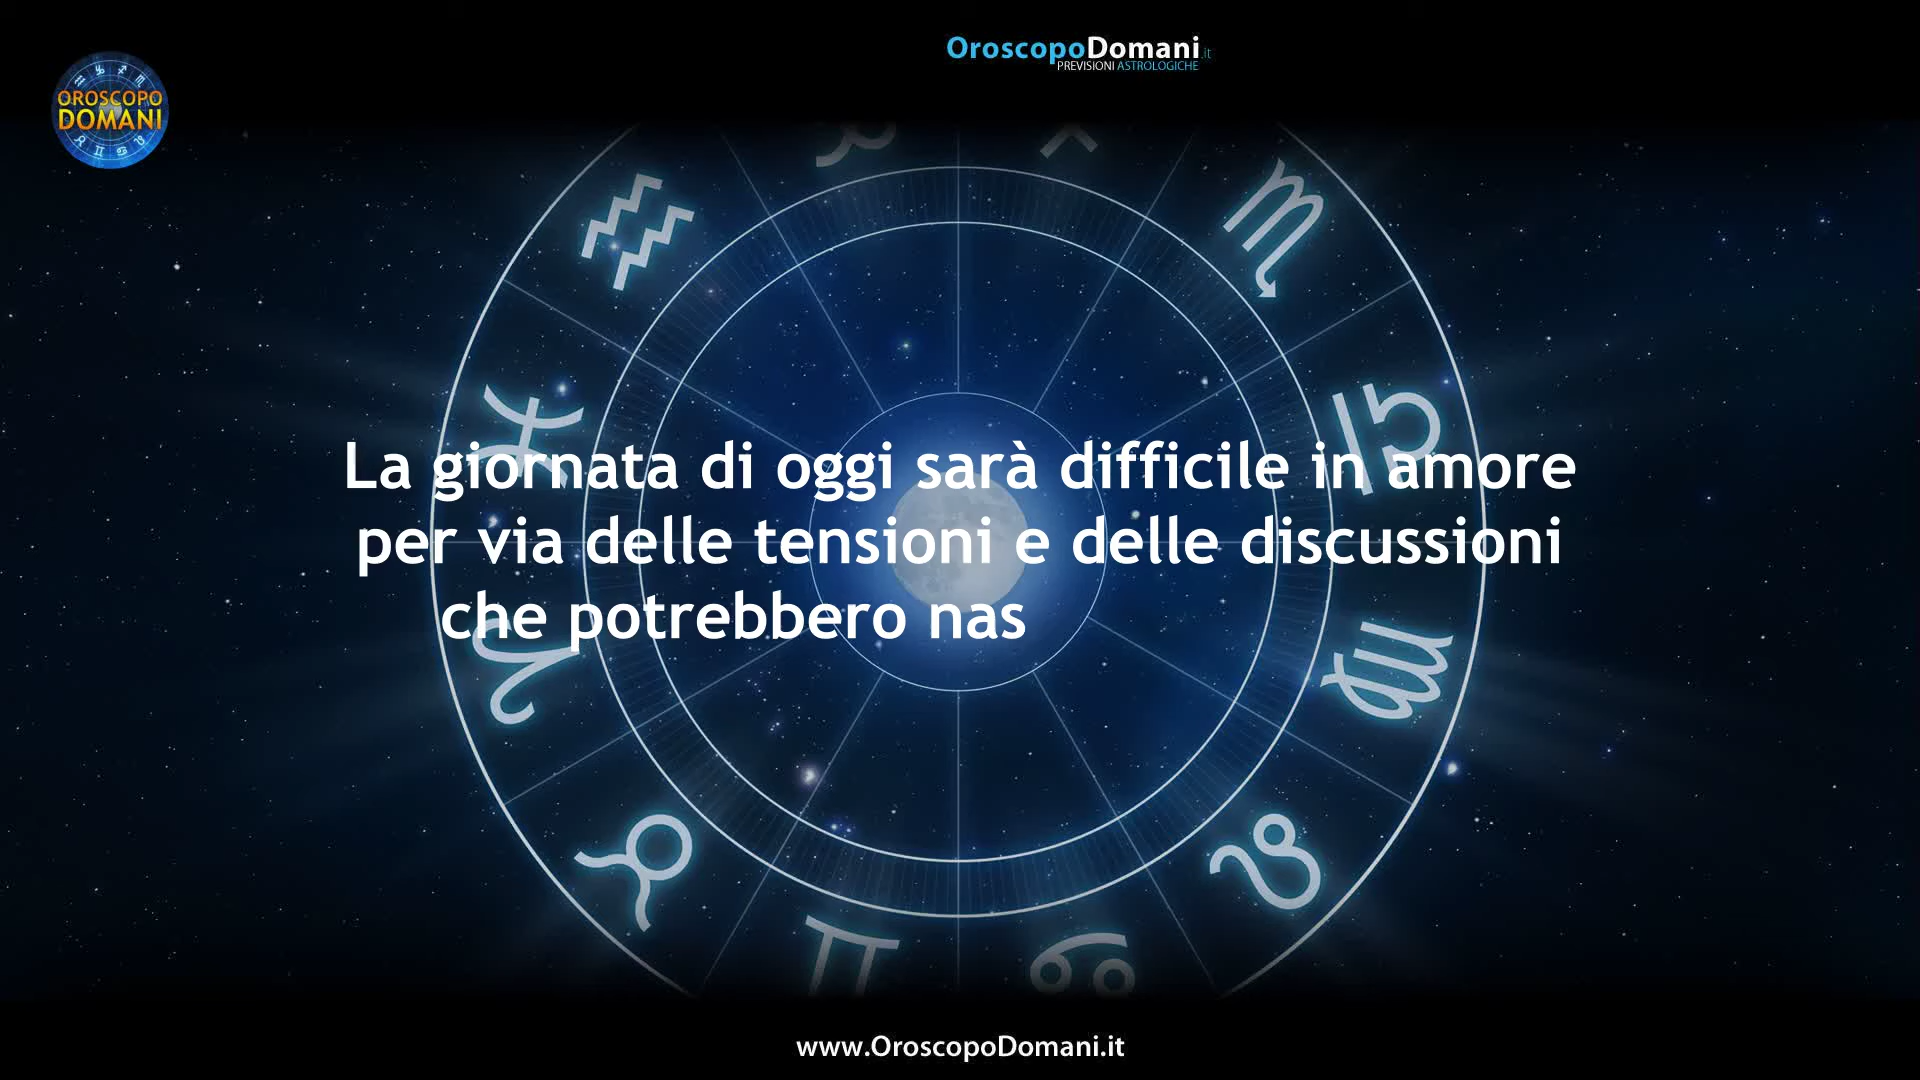 OroscopoDomani.it
PREVISIONI ASTROLOGICHE
OROSCOPO
DOMANI
La giornata di oggi sarà difficile in amore
per via delle tensioni e delle discussioni
che potrebbero nas
www.OroscopoDomani.it